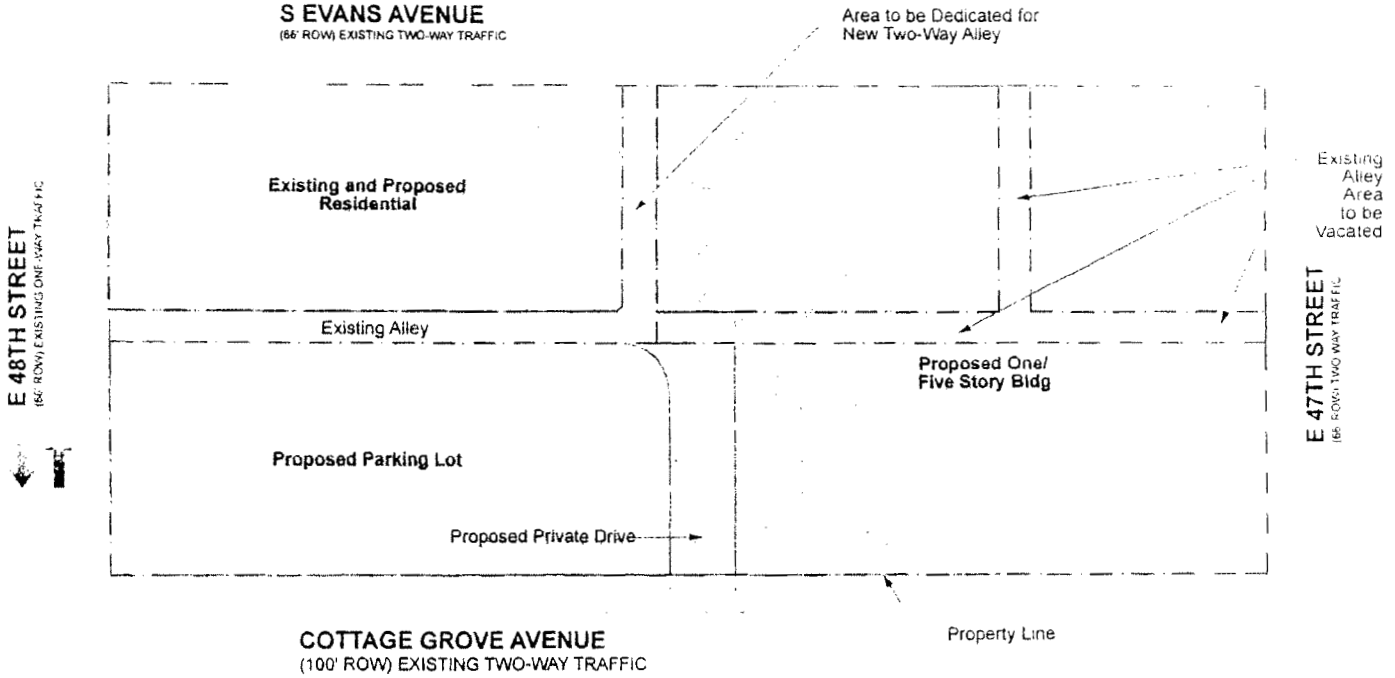 S EVANS AVENUE
(66' ROW) EXISTING TWO-WAY TRAFFIC
Area to be Dedicated for
New Two-Way Alley
Existing and Proposed
Residential
Existing
Alley
Area
to be
Vacated
E 48TH STREET
(66' ROW) EXISTING ONE-WAY TRAFFIC
Existing Alley
E 47TH STREET
(66' ROW) TWO WAY TRAFFIC
Proposed One/
Five Story Bldg
Proposed Parking Lot
Proposed Private Drive
Property Line
COTTAGE GROVE AVENUE
(100' ROW) EXISTING TWO-WAY TRAFFIC